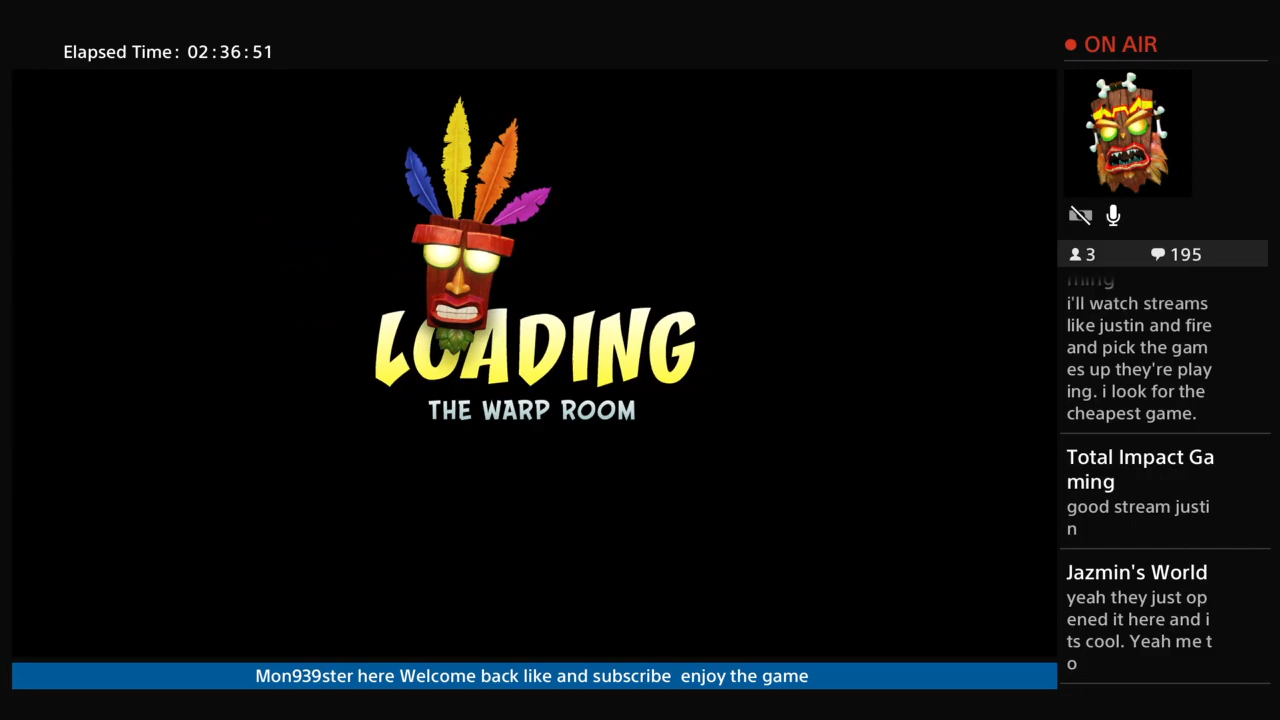 Elapsed Time: 02:36:51
ON AIR
3
195
ming
i'll watch streams
like justin and fire
and pick the gam
es up they're play
ing. i look for the
cheapest game.
Total Impact Ga
ming
good stream justi
n
Jazmin's World
yeah they just op
ened it here and i
ts cool. Yeah me t
o
LOADING
THE WARP ROOM
Mon939ster here Welcome back like and subscribe enjoy the game